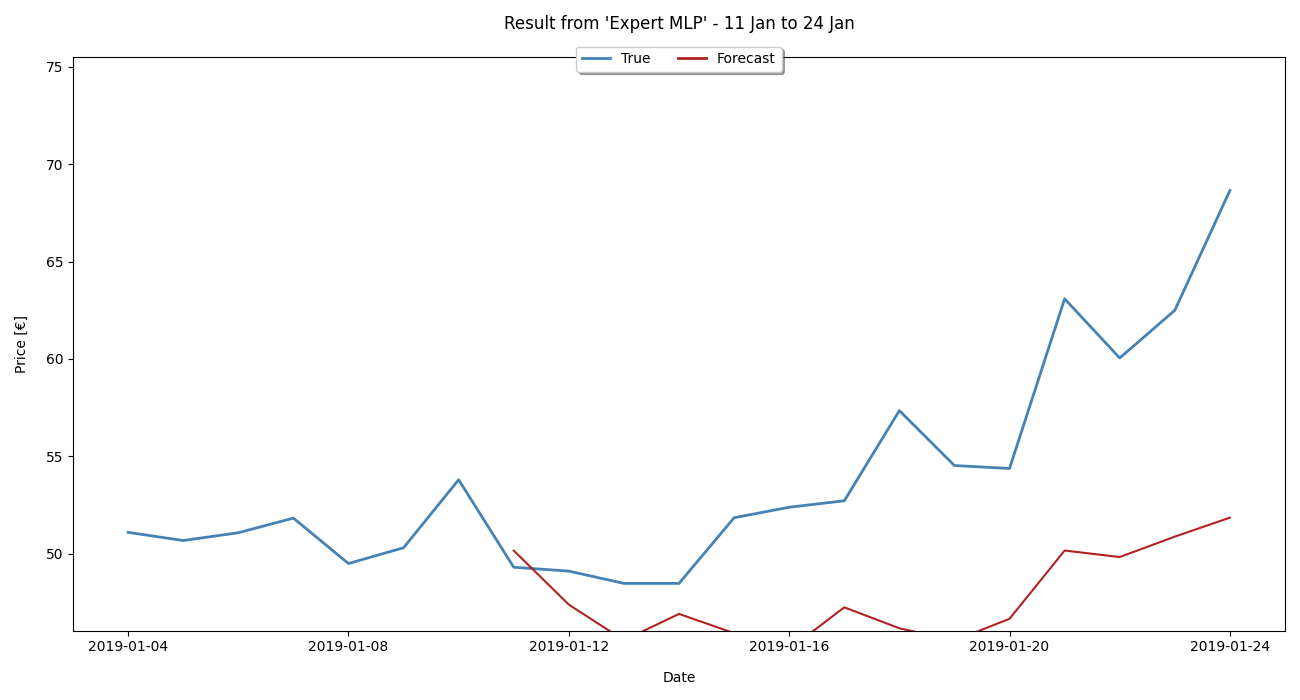 Result from 'Expert MLP' - 11 Jan to 24 Jan
True Forecast
75
70
65
60
55
50
Price [€]
2019-01-04 2019-01-08 2019-01-12 2019-01-16 2019-01-20 2019-01-24
Date